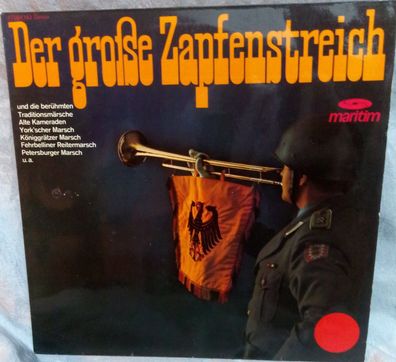 Der große Zapfenstreich
und die berühmten
Traditionsmärsche
Alte Kameraden
York'scher Marsch
Königgrätzer Marsch
Fehrbelliner Reitermarsch
Petersburger Marsch
u.a.
maritim